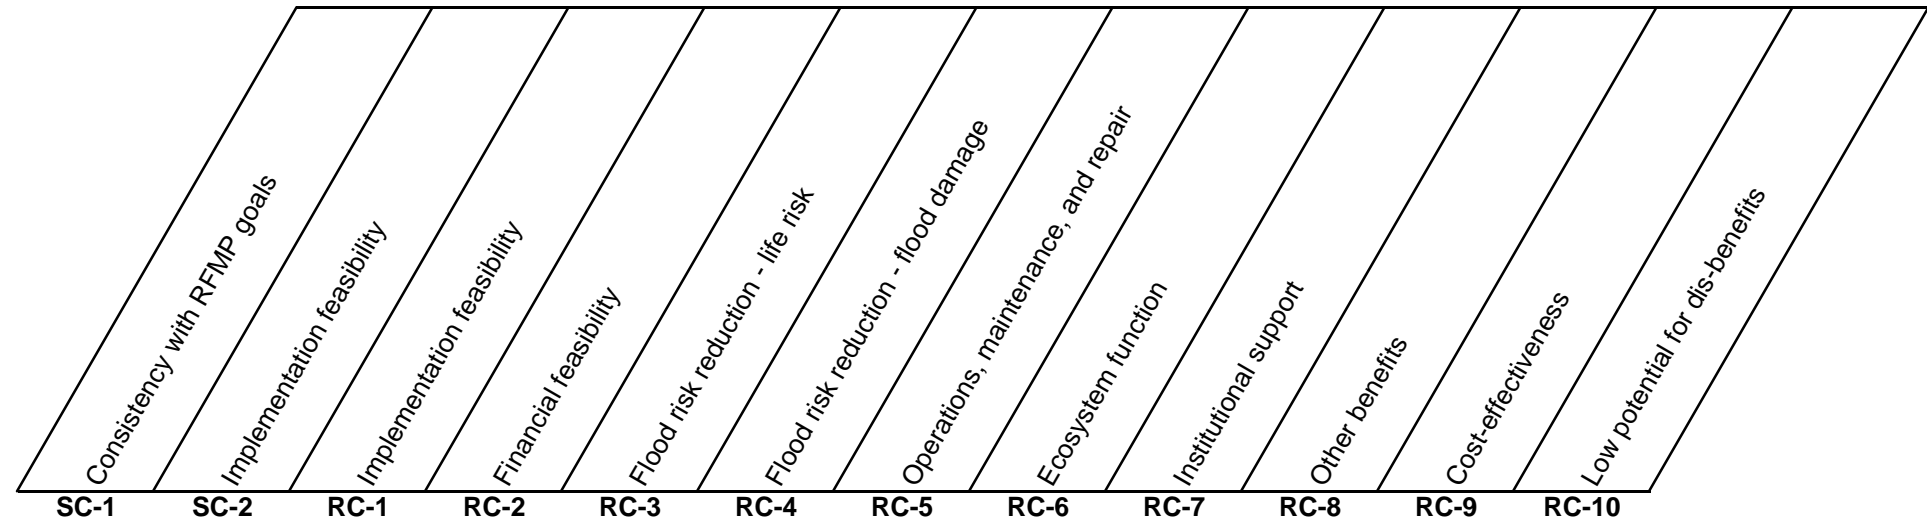 Consistency with RFMP goals
Implementation feasibility
Implementation feasibility
Financial feasibility
Flood risk reduction - life risk
Flood risk reduction - flood damage
Operations, maintenance, and repair
Ecosystem function
Institutional support
Other benefits
Cost-effectiveness
Low potential for dis-benefits
SC-1 SC-2 RC-1 RC-2 RC-3 RC-4 RC-5 RC-6 RC-7 RC-8 RC-9 RC-10